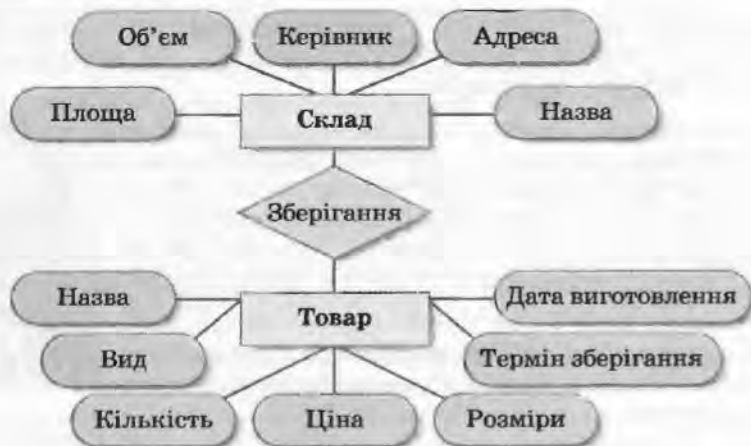 Об’єм
Керівник
Адреса
Площа
Склад
Назва
Зберігання
Назва
Дата виготовлення
Товар
Вид
Термін зберігання
Кількість
Ціна
Розміри